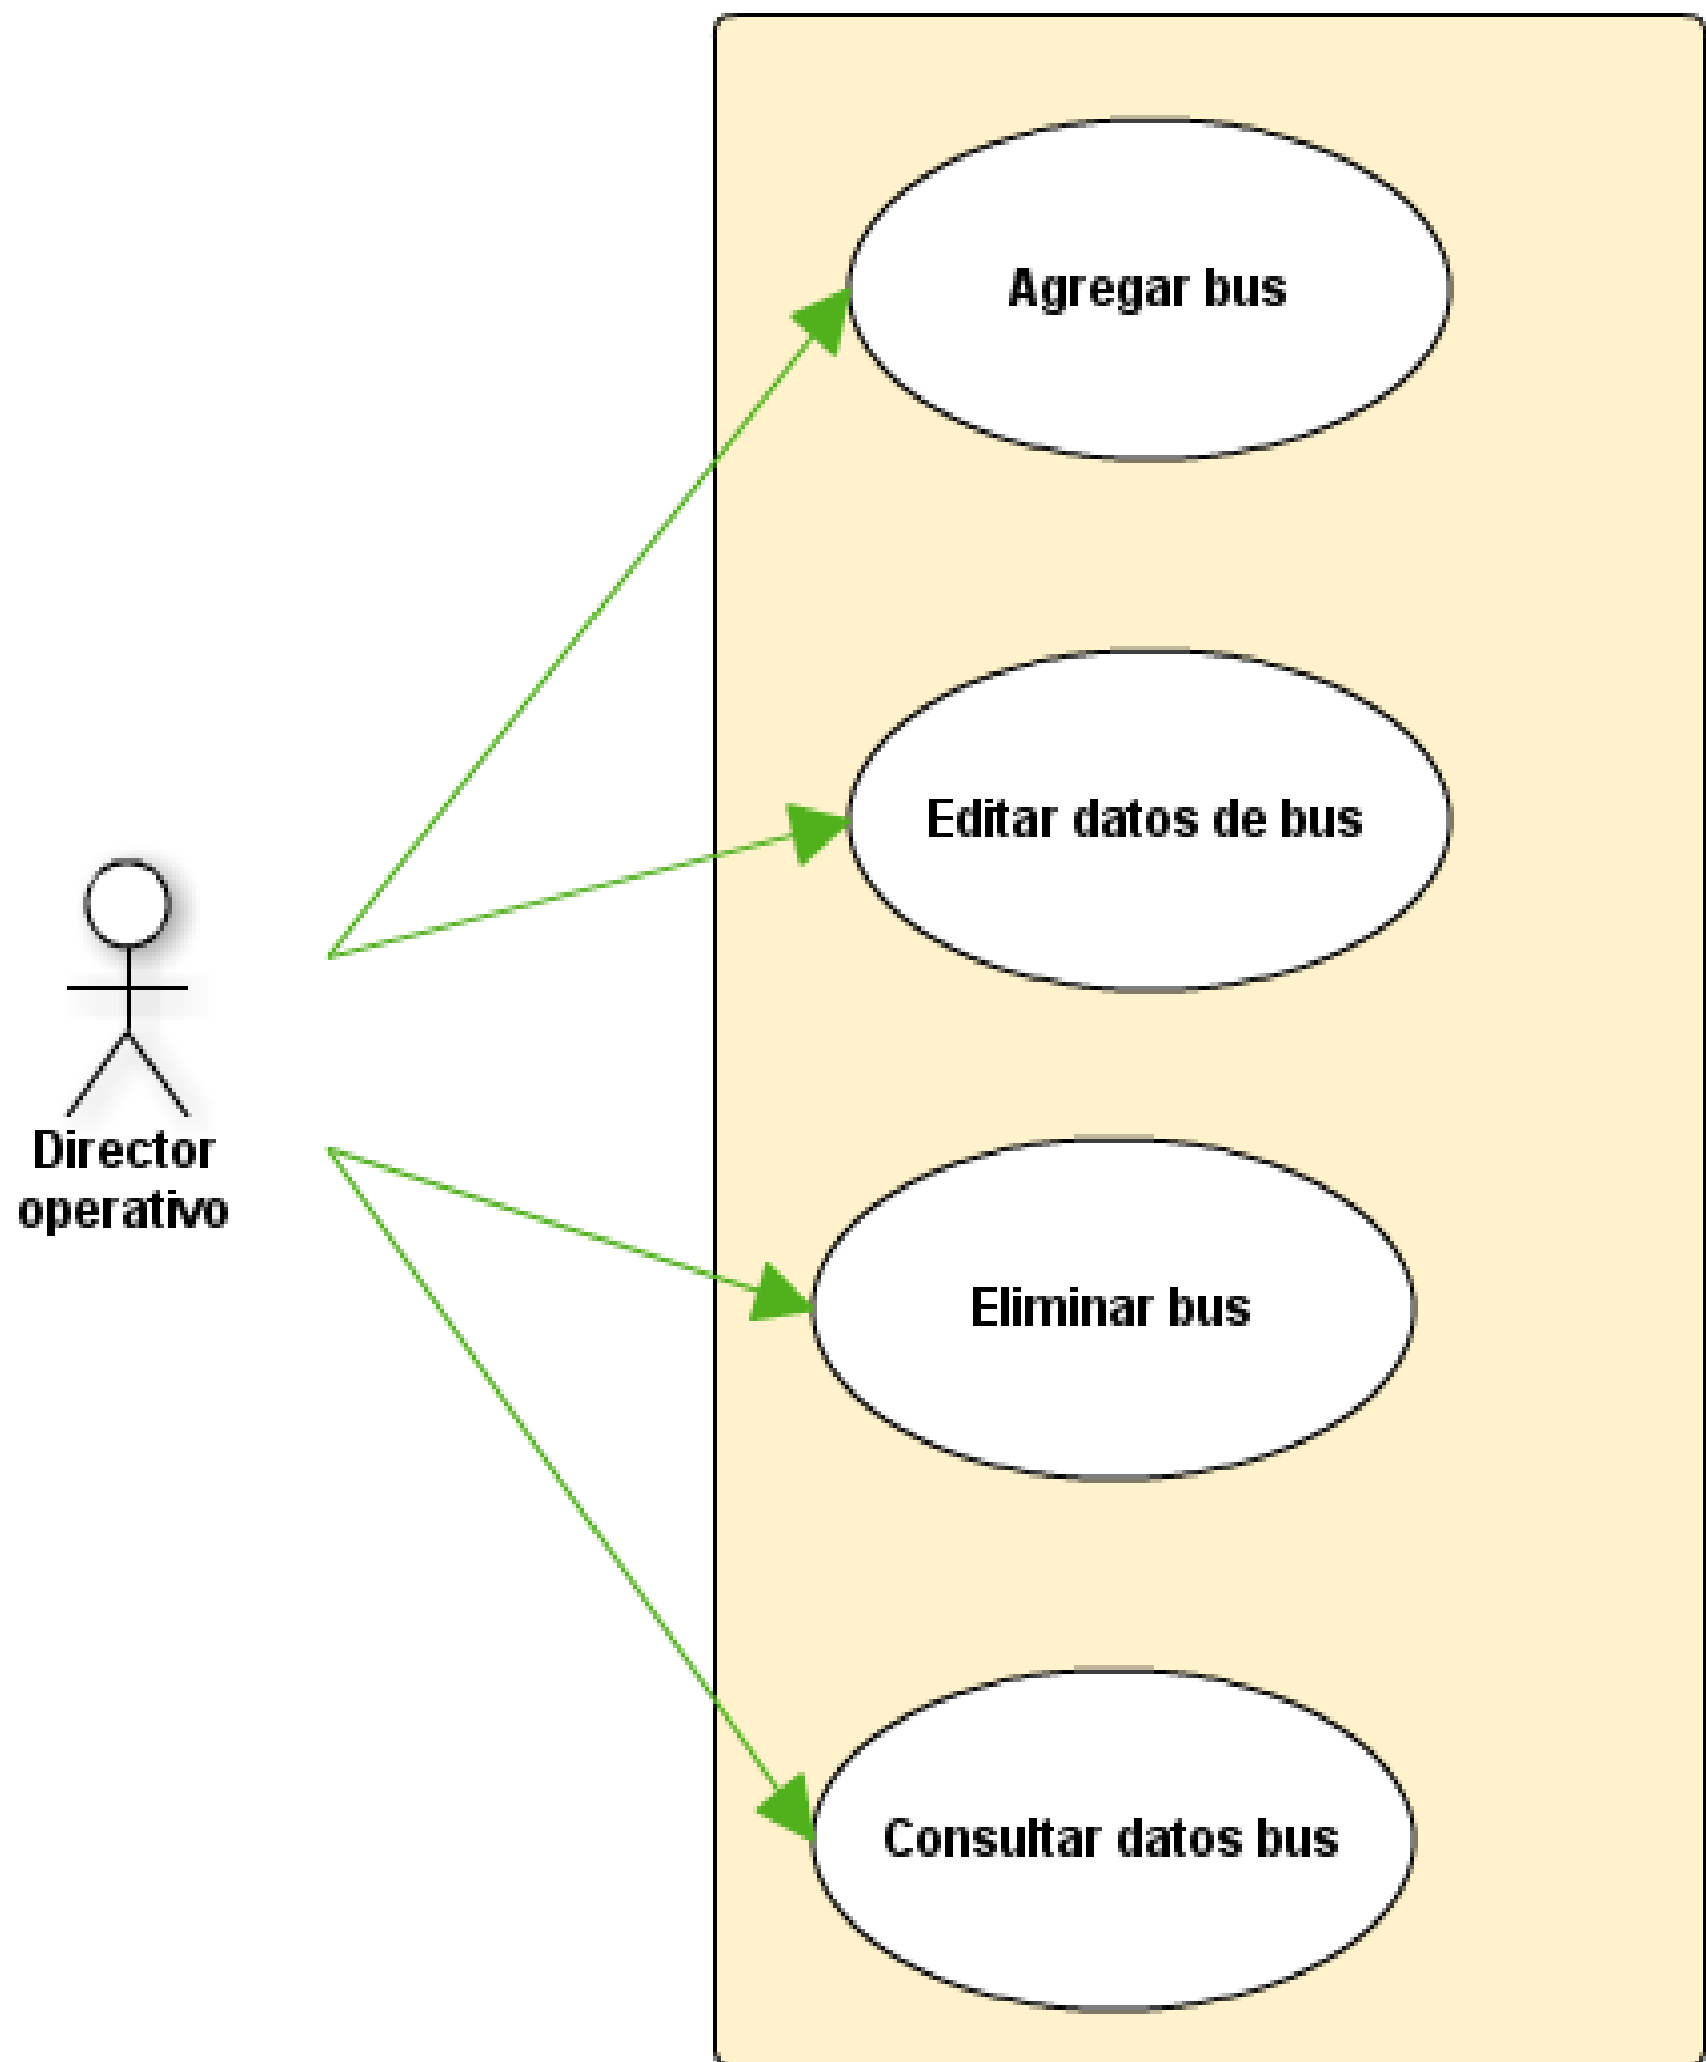 Agregar bus
Editar datos de bus
Director
operativo
Eliminar bus
Consultar datos bus